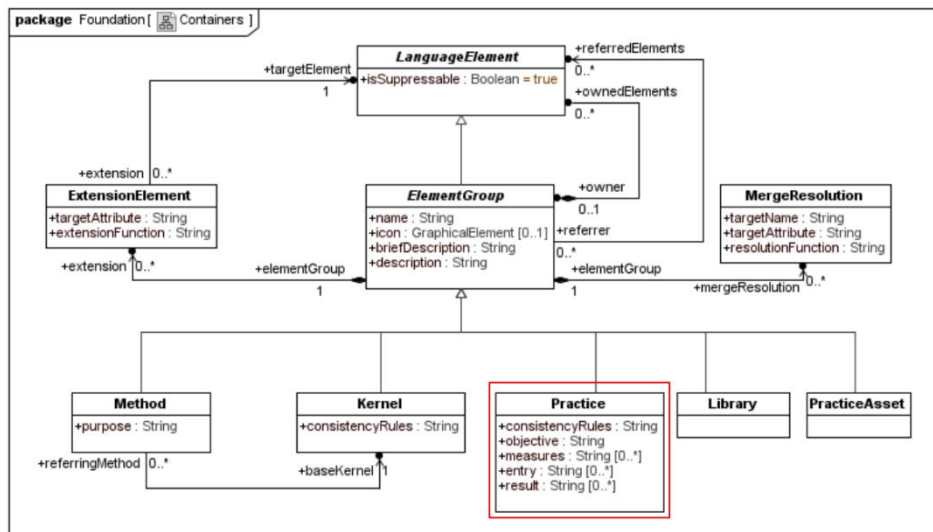 package Foundation [ Containers ]
LanguageElement
+isSuppressable : Boolean = true
+referredElements
0..*
+ownedElements
0..*
+targetElement
1
+extension 0..*
ExtensionElement
+targetAttribute : String
+extensionFunction : String
+extension 0..*
ElementGroup
+name : String
+icon : GraphicalElement [0..1]
+briefDescription : String
+description : String
+owner
0..1
+referrer
0..*
+elementGroup
1
+elementGroup
1
MergeResolution
+targetName : String
+targetAttribute : String
+resolutionFunction : String
+mergeResolution 0..*
Method
+purpose : String
+referringMethod 0..*
Kernel
+consistencyRules : String
+baseKernel 1
Practice
+consistencyRules : String
+objective : String
+measures : String [0..*]
+entry : String [0..*]
+result : String [0..*]
Library
PracticeAsset